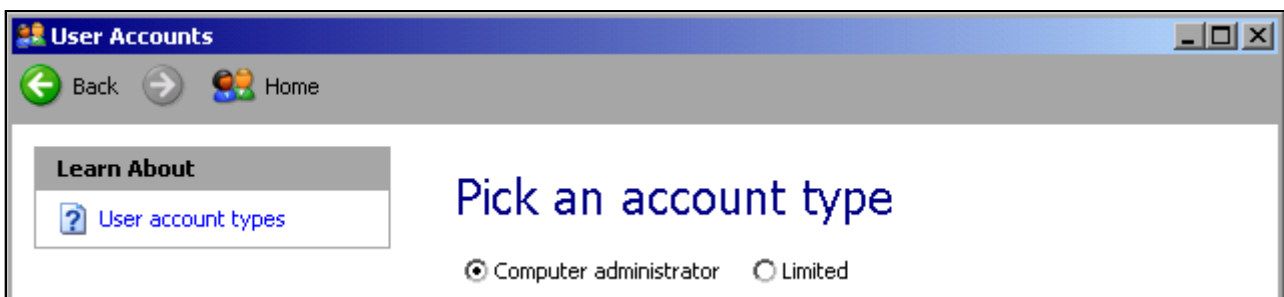 User Accounts
Back Home
Learn About
User account types
Pick an account type
Computer administrator Limited